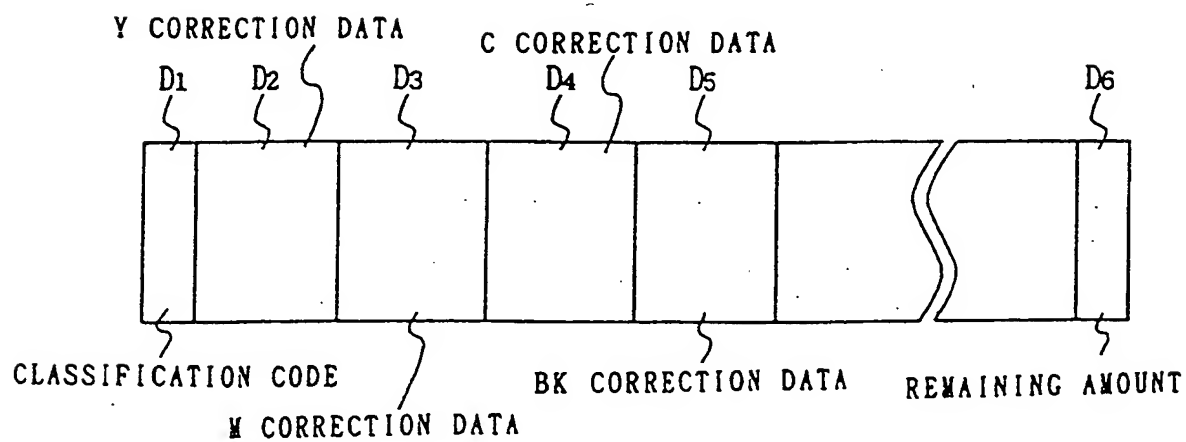 Y CORRECTION DATA
C CORRECTION DATA
D1 D2 D3 D4 D5 D6
CLASSIFICATION CODE
BK CORRECTION DATA
REMAINING AMOUNT
M CORRECTION DATA